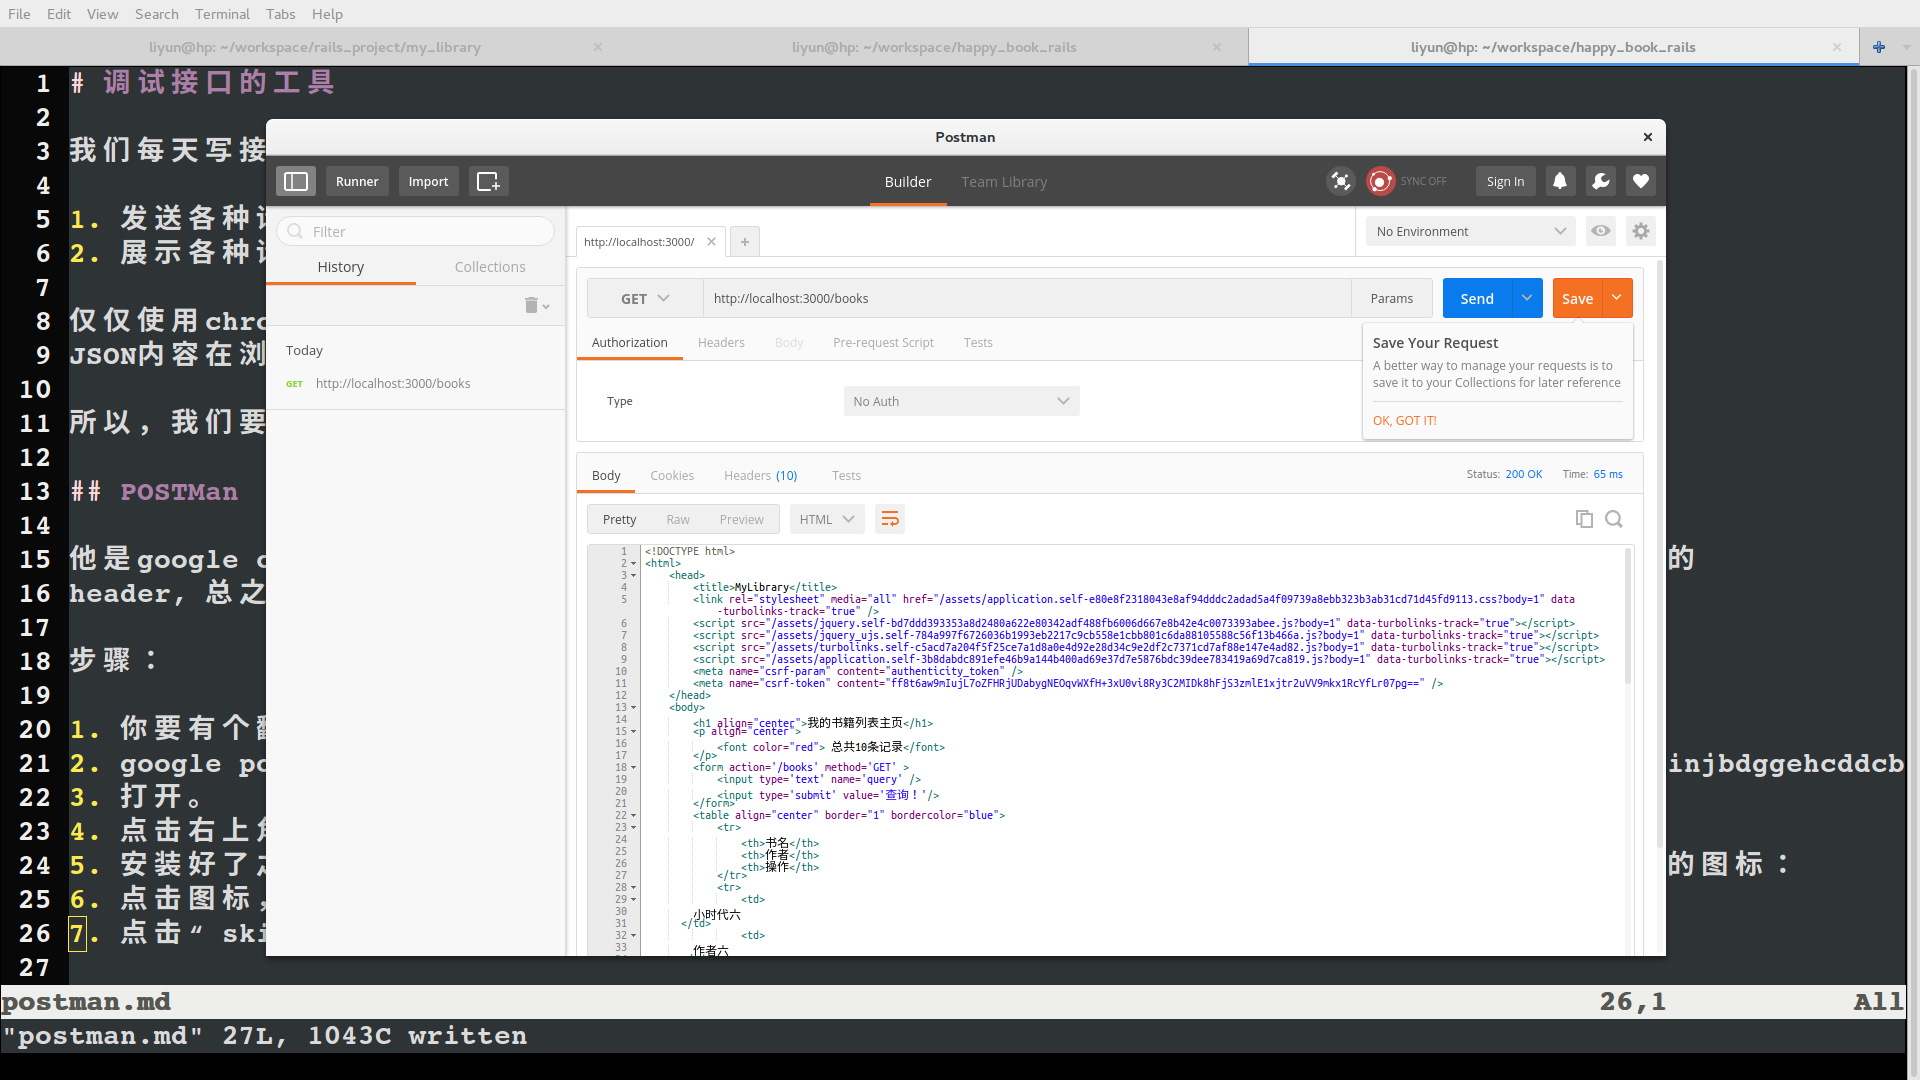 File Edit View Search Terminal Tabs Help
liyun@hp: ~/workspace/rails_project/my_library
liyun@hp: ~/workspace/happy_book_rails
liyun@hp: ~/workspace/happy_book_rails
1 # 调试接口的工具
2
3 我们每天写接
4
5 1. 发送各种
6 2. 展示各种
7
8 仅仅使用chro
9 JSON内容在浏
10
11 所以，我们要
12
13 ## POSTMan
14
15 他是google c
的
16 header, 总之
17
18 步骤：
19
20 1. 你要有个
21 2. google po
injbdggehcddcb
22 3. 打开。
23 4. 点击右上
24 5. 安装好了
的图标：
25 6. 点击图标，
26 7. 点击“ ski
27
postman.md 26,1 All
"postman.md" 27L, 1043C written
Postman
Runner Import Builder Team Library SYNC OFF Sign In
Filter
History Collections
Today
GET http://localhost:3000/books
http://localhost:3000/
No Environment
GET http://localhost:3000/books Params Send Save
Authorization Headers Body Pre-request Script Tests
Type No Auth
Save Your Request
A better way to manage your requests is to
save it to your Collections for later reference
OK, GOT IT!
Body Cookies Headers (10) Tests Status: 200 OK Time: 65 ms
Pretty Raw Preview HTML
1 <!DOCTYPE html>
2 <html>
3 <head>
4 <title>MyLibrary</title>
5 <link rel="stylesheet" media="all" href="/assets/application.self-e80e8f2318043e8af94dddc2adad5a4f09739a8ebb323b3ab31cd71d45fd9113.css?body=1" data
-turbolinks-track="true" />
6 <script src="/assets/jquery.self-bd7ddd393353a8d2480a622e80342adf488fb6006d667e8b42e4c0073393abee.js?body=1" data-turbolinks-track="true"></script>
7 <script src="/assets/jquery_ujs.self-784a997f6726036b1993eb2217c9cb558e1cbb801c6da88105588c56f13b466a.js?body=1" data-turbolinks-track="true"></script>
8 <script src="/assets/turbolinks.self-c5acd7a204f5f25ce7a1d8a0e4d92e28d34c9e2df2c7371cd7af88e147e4ad82.js?body=1" data-turbolinks-track="true"></script>
9 <script src="/assets/application.self-3b8dabdc891efe46b9a144b400ad69e37d7e5876bdc39dee783419a69d7ca819.js?body=1" data-turbolinks-track="true"></script>
10 <meta name="csrf-param" content="authenticity_token" />
11 <meta name="csrf-token" content="ff8t6aw9mIujL7oZFHRjUDabygNEOqvWXfH+3xU0vi8Ry3C2MIDk8hFjS3zmlE1xjtr2uVV9mkx1RcYfLr07pg==" />
12 </head>
13 <body>
14 <h1 align="center">我的书籍列表主页</h1>
15 <p align="center">
16 <font color="red"> 总共10条记录</font>
17 </p>
18 <form action='/books' method='GET' >
19 <input type='text' name='query' />
20 <input type='submit' value='查询！'/>
21 </form>
22 <table align="center" border="1" bordercolor="blue">
23 <tr>
24 <th>书名</th>
25 <th>作者</th>
26 <th>操作</th>
27 </tr>
28 <tr>
29 <td>
30 小时代六
31 </td>
32 <td>
33 作者六